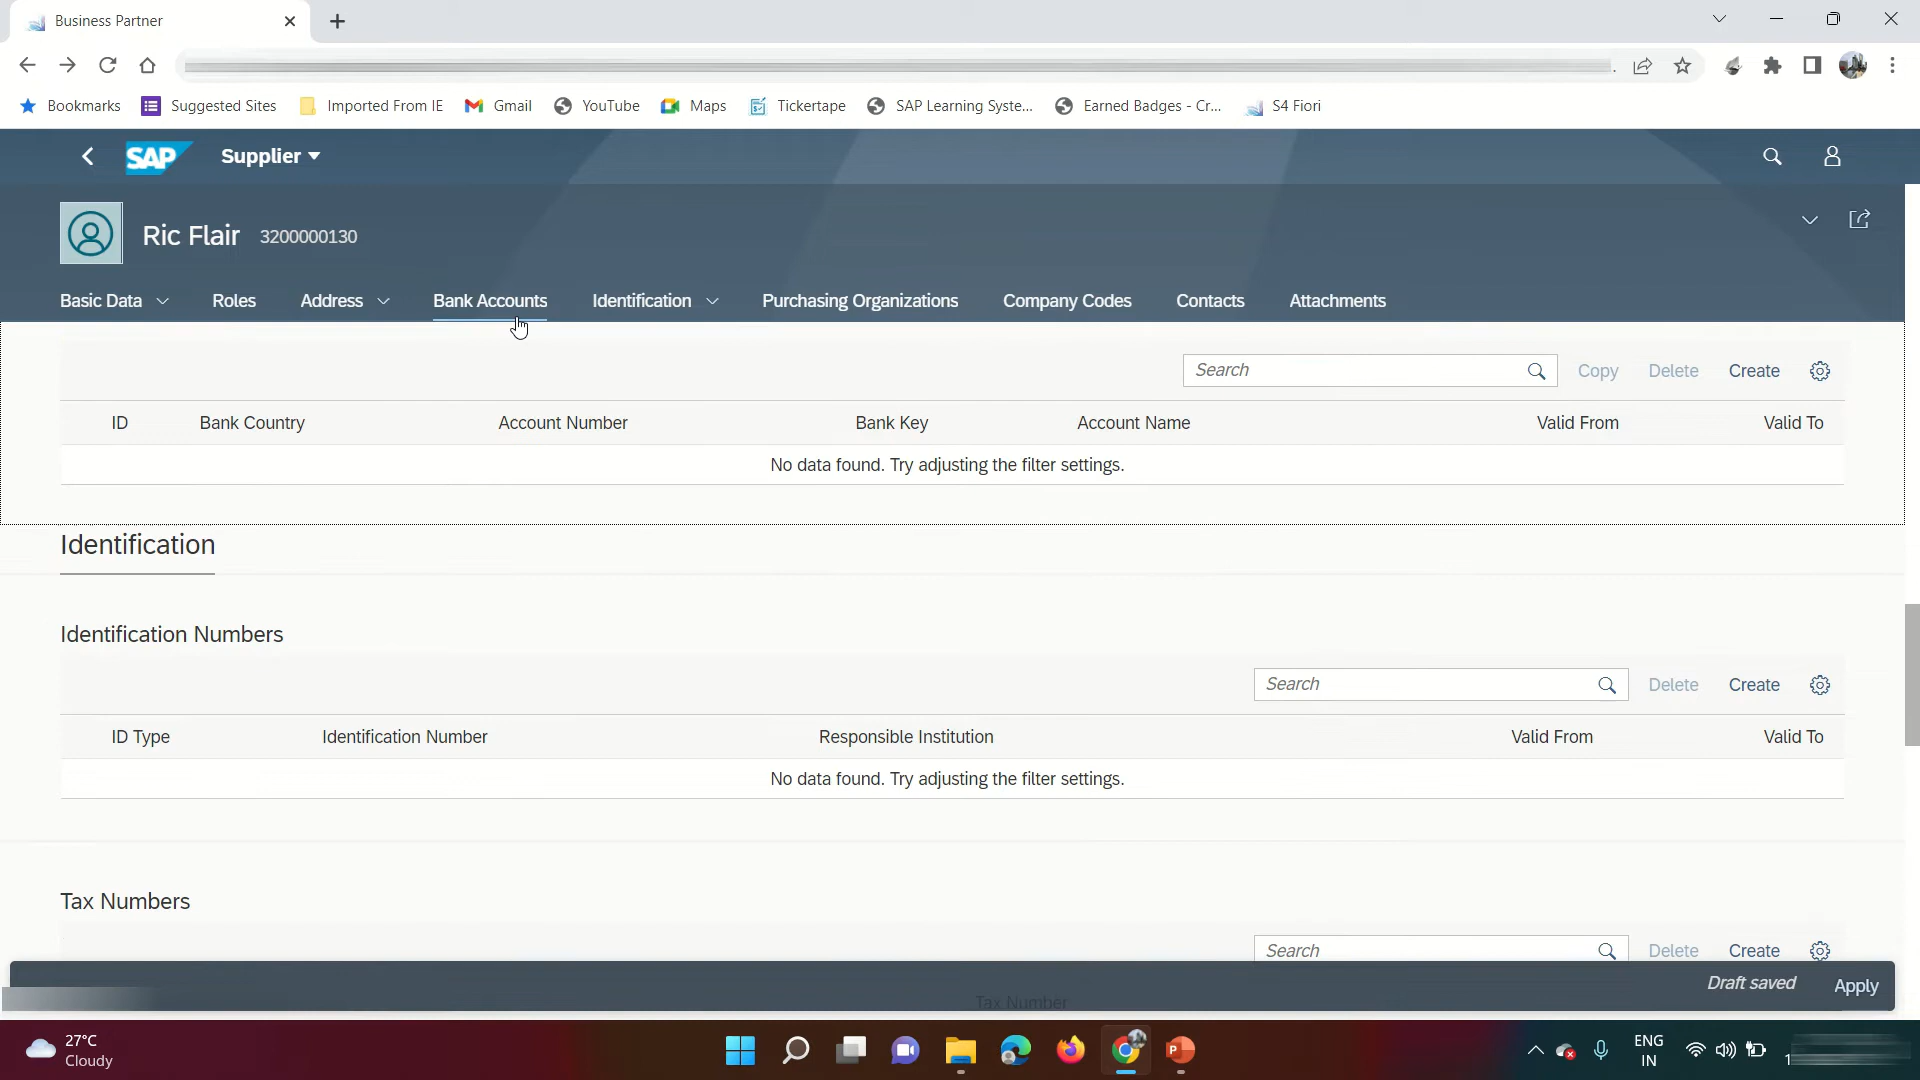 Business Partner
Bookmarks Suggested Sites Imported From IE Gmail YouTube Maps Tickertape SAP Learning Syste... Earned Badges - Cr... S4 Fiori
SAP Supplier
Ric Flair 3200000130
Basic Data Roles Address Bank Accounts Identification Purchasing Organizations Company Codes Contacts Attachments
Search Copy Delete Create
ID Bank Country Account Number Bank Key Account Name Valid From Valid To
No data found. Try adjusting the filter settings.
Identification
Identification Numbers
Search Delete Create
ID Type Identification Number Responsible Institution Valid From Valid To
No data found. Try adjusting the filter settings.
Tax Numbers
Search Delete Create
Tax Number
Draft saved Apply
27°C
Cloudy
ENG
IN